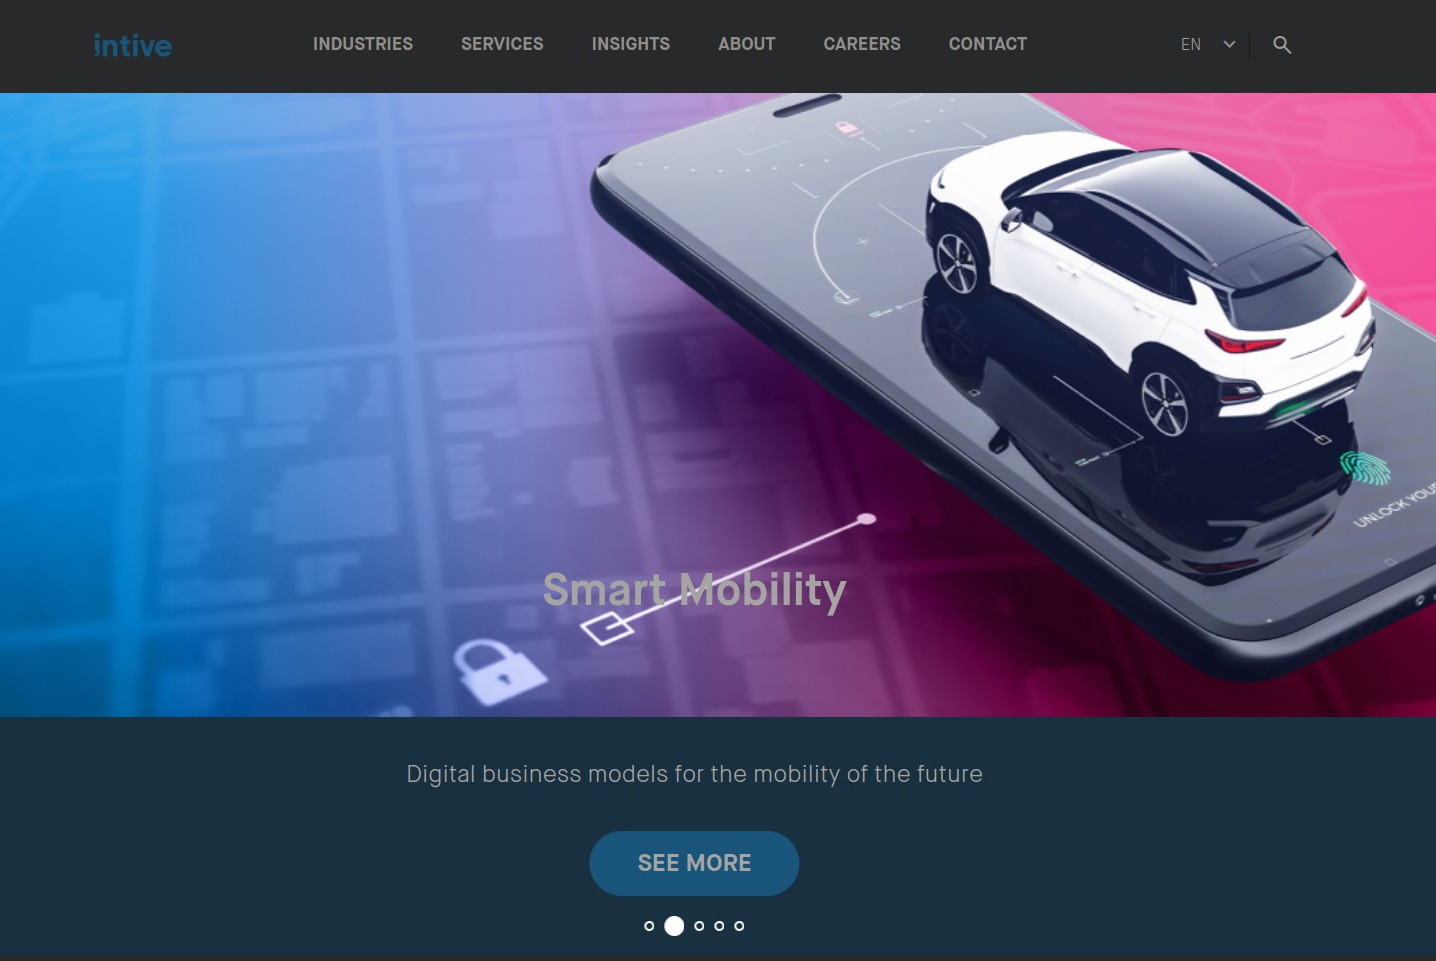 intive
INDUSTRIES
SERVICES
INSIGHTS
ABOUT
CAREERS
CONTACT
EN
UNLOCK YOUR
Smart Mobility
Digital business models for the mobility of the future
SEE MORE